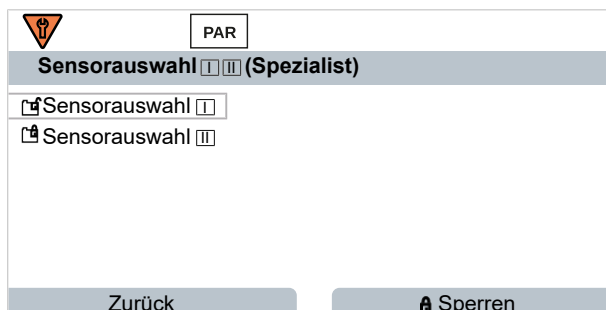 PAR
Sensorauswahl I II (Spezialist)
Sensorauswahl I
Sensorauswahl II
Zurück Sperren